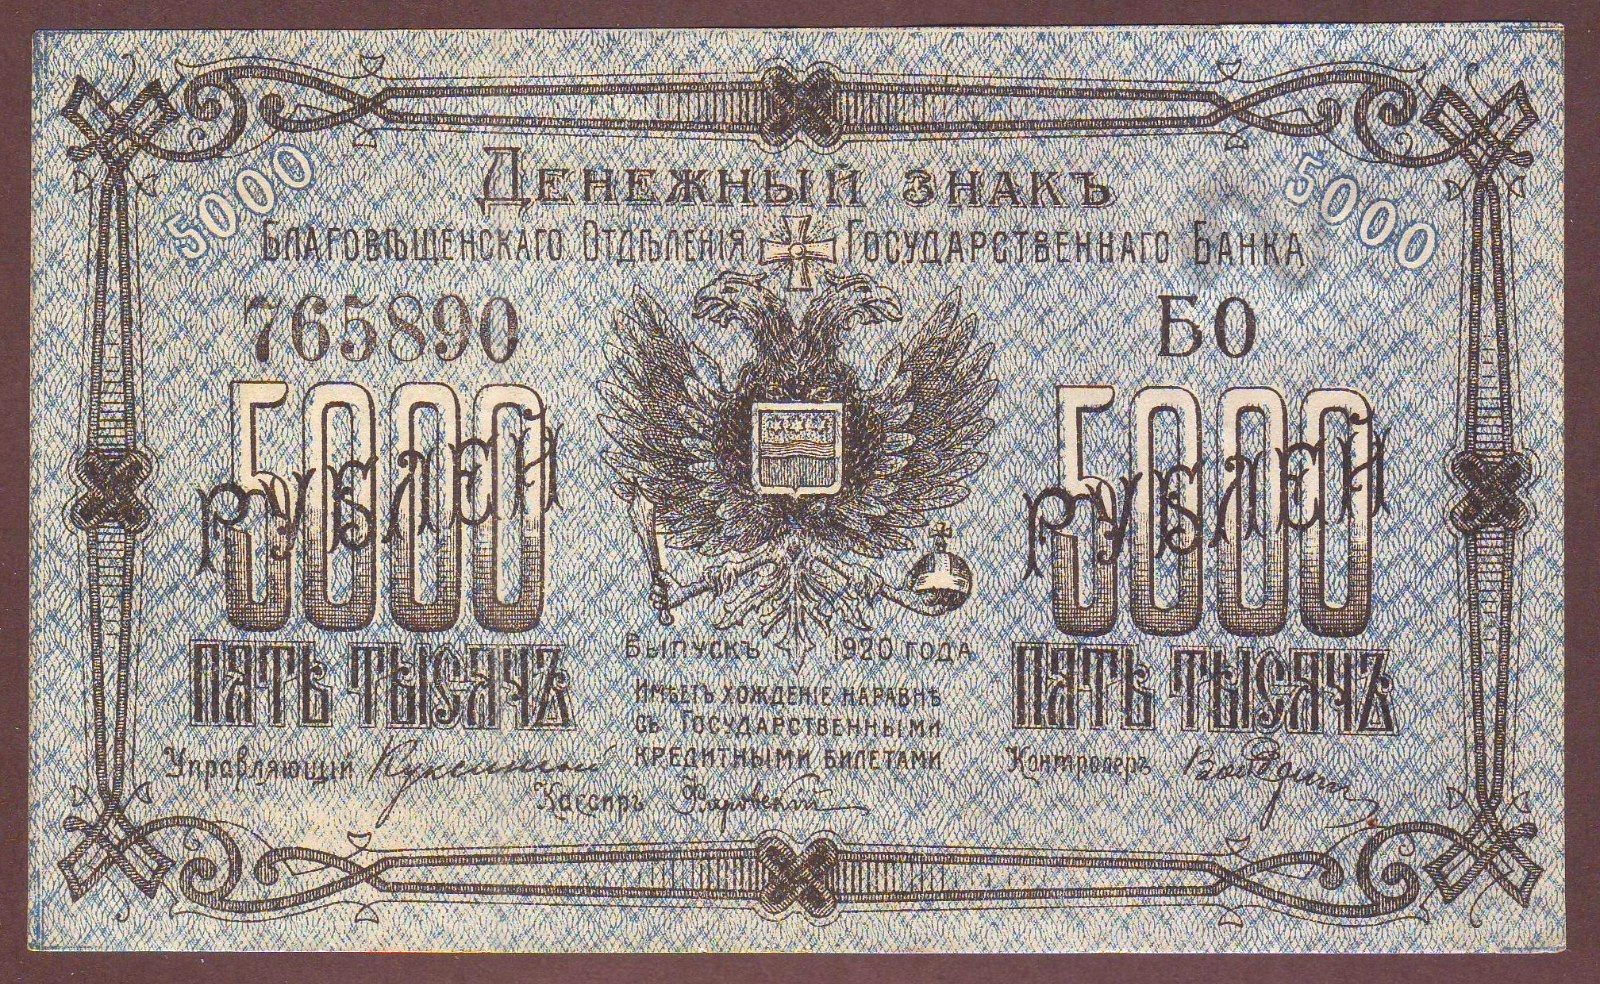 Денежный знакъ
5000 5000
Благовѣщенскаго Отдѣленія Государственнаго Банка
765890 БО
5000 5000
рублей рублей
Выпускъ 1920 года
пять тысячъ пять тысячъ
Имѣетъ хожденіе наравнѣ
съ Государственными
кредитными билетами
Управляющій Контролеръ
Кассиръ